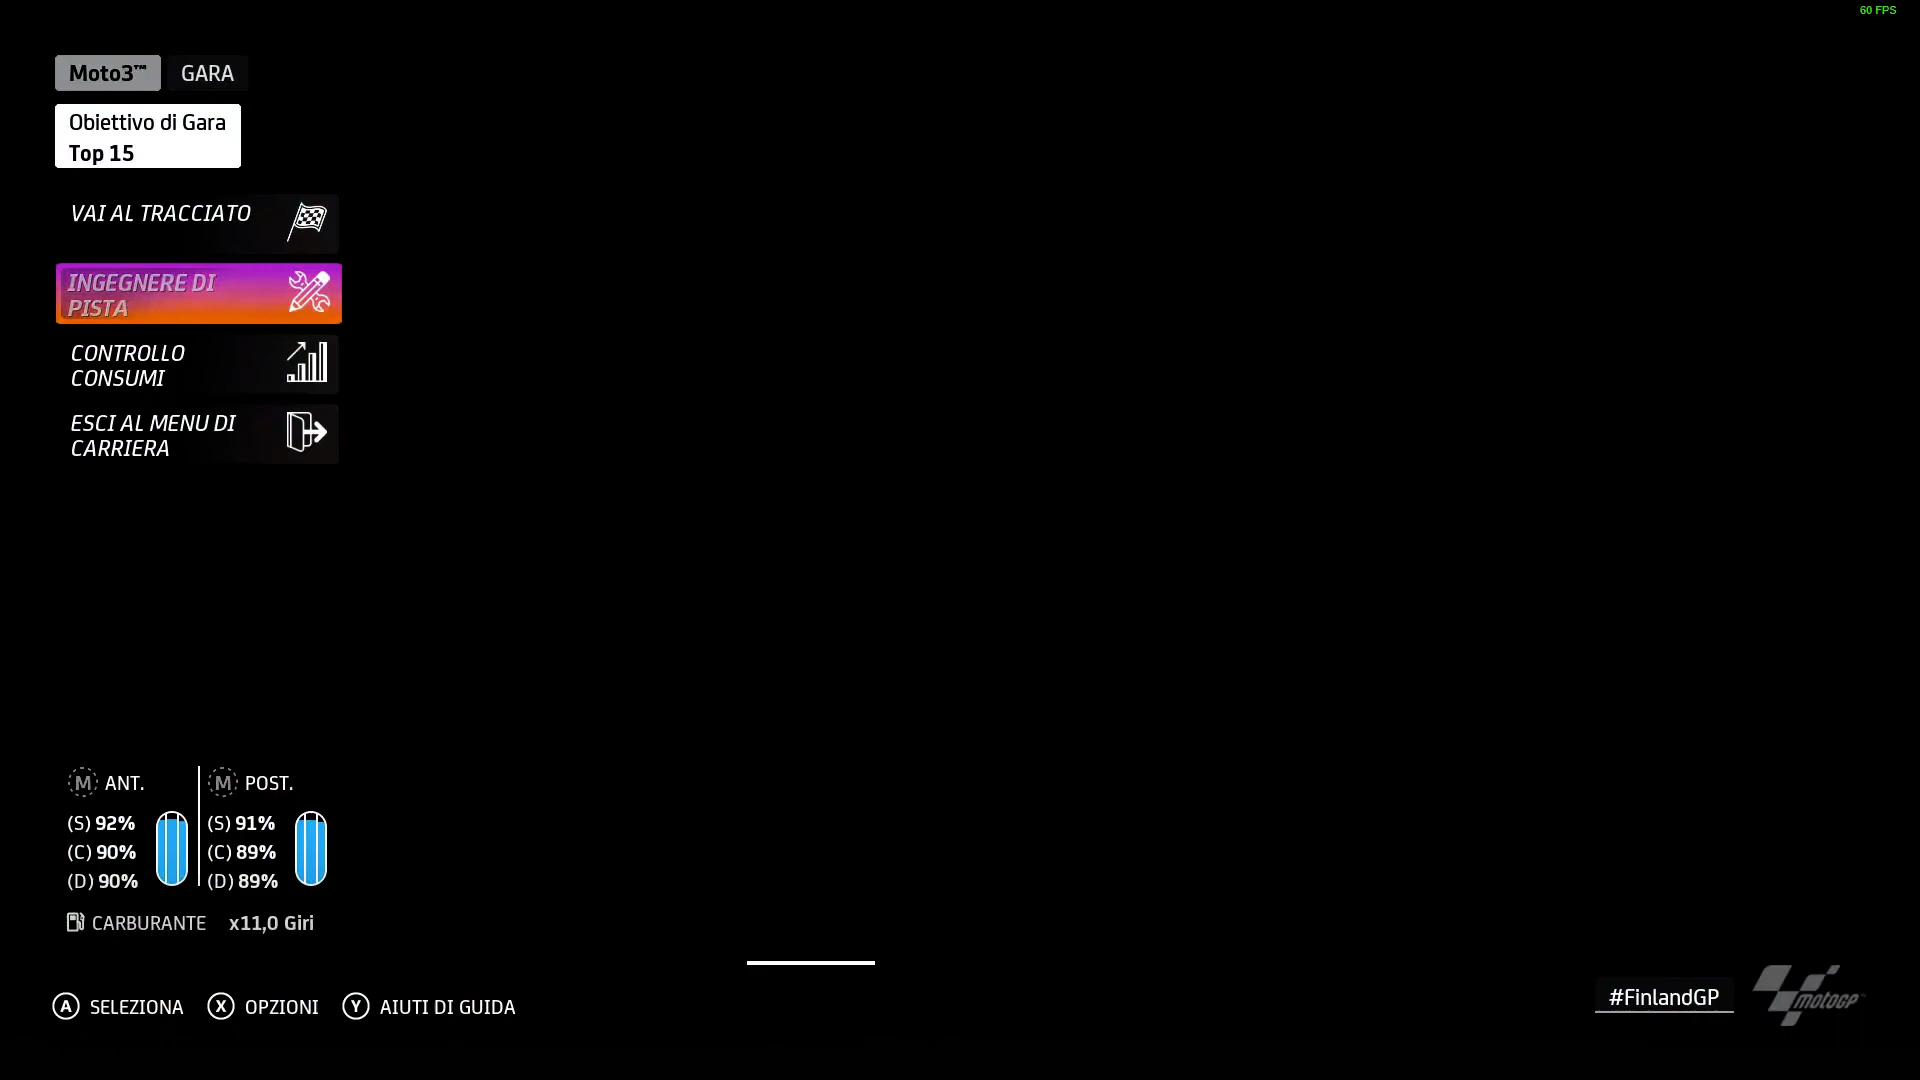 60 FPS
Moto3™ GARA
Obiettivo di Gara
Top 15
VAI AL TRACCIATO
INGEGNERE DI
PISTA
CONTROLLO
CONSUMI
ESCI AL MENU DI
CARRIERA
M ANT. M POST.
(S) 92% (S) 91%
(C) 90% (C) 89%
(D) 90% (D) 89%
CARBURANTE x11,0 Giri
A SELEZIONA X OPZIONI Y AIUTI DI GUIDA
#FinlandGP motoGP™